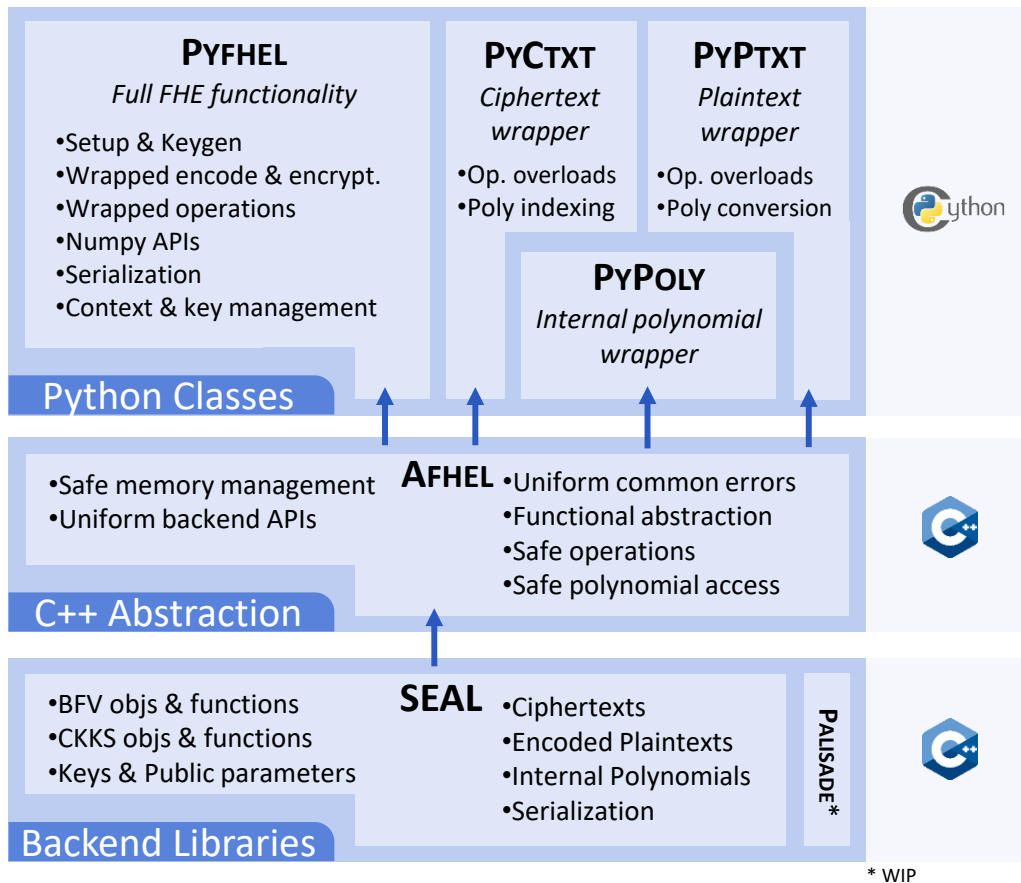 PYFHEL
Full FHE functionality
•Setup & Keygen
•Wrapped encode & encrypt.
•Wrapped operations
•Numpy APIs
•Serialization
•Context & key management
PYCTXT
Ciphertext
wrapper
•Op. overloads
•Poly indexing
PYPTXT
Plaintext
wrapper
•Op. overloads
•Poly conversion
PYPOLY
Internal polynomial
wrapper
Python Classes
Cython
AFHEL
•Safe memory management
•Uniform backend APIs
•Uniform common errors
•Functional abstraction
•Safe operations
•Safe polynomial access
C++ Abstraction
C++
SEAL
•BFV objs & functions
•CKKS objs & functions
•Keys & Public parameters
•Ciphertexts
•Encoded Plaintexts
•Internal Polynomials
•Serialization
PALISADE*
Backend Libraries
C++
* WIP